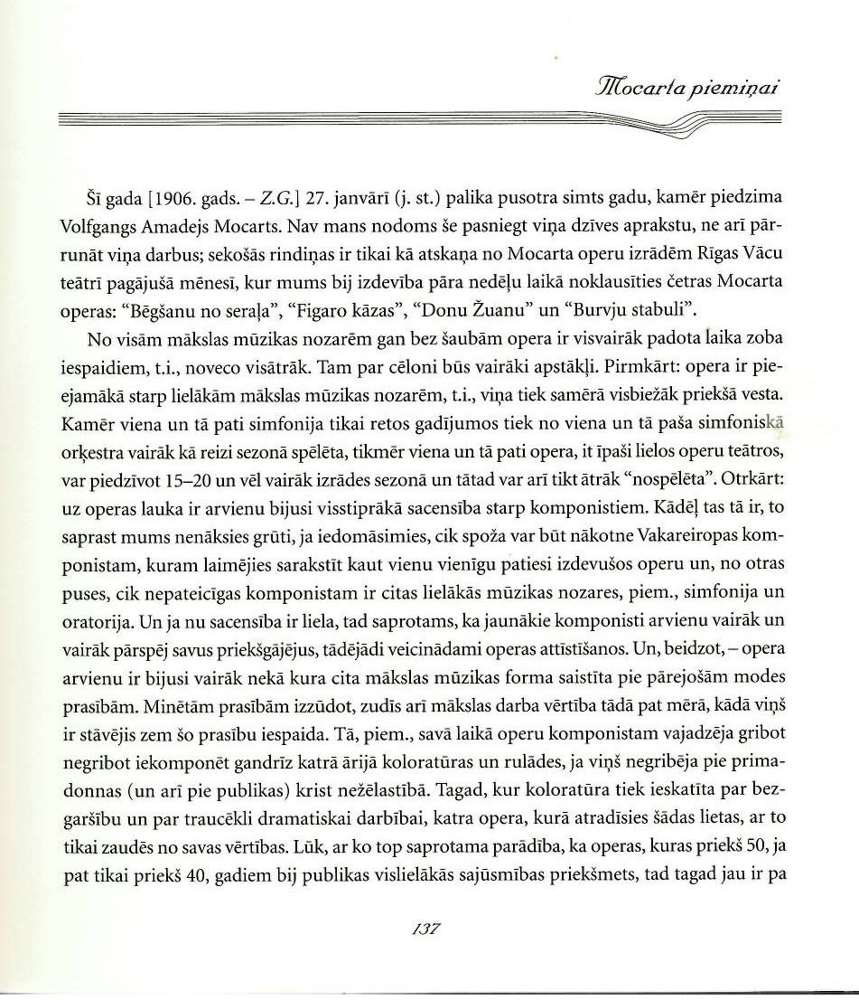 Mocarta piemiņai
Šī gada [1906. gads. – Z.G.] 27. janvārī (j. st.) palika pusotra simts gadu, kamēr piedzima
Volfgangs Amadejs Mocarts. Nav mans nodoms še pasniegt viņa dzīves aprakstu, ne arī pār-
runāt viņa darbus; sekošās rindiņas ir tikai kā atskaņa no Mocarta operu izrādēm Rīgas Vācu
teātrī pagājušā mēnesī, kur mums bij izdevība pāra nedēļu laikā noklausīties četras Mocarta
operas: “Bēgšanu no seraļa”, “Figaro kāzas”, “Donu Žuanu” un “Burvju stabuli”.
No visām mākslas mūzikas nozarēm gan bez šaubām opera ir visvairāk padota laika zoba
iespaidiem, t.i., noveco visātrāk. Tam par cēloni būs vairāki apstākļi. Pirmkārt: opera ir pie-
ejamākā starp lielākām mākslas mūzikas nozarēm, t.i., viņa tiek samērā visbiežāk priekšā vesta.
Kamēr viena un tā pati simfonija tikai retos gadījumos tiek no viena un tā paša simfoniskā
orķestra vairāk kā reizi sezonā spēlēta, tikmēr viena un tā pati opera, it īpaši lielos operu teātros,
var piedzīvot 15–20 un vēl vairāk izrādes sezonā un tātad var arī tikt ātrāk “nospēlēta”. Otrkārt:
uz operas lauka ir arvienu bijusi visstiprākā sacensība starp komponistiem. Kādēļ tas tā ir, to
saprast mums nenāksies grūti, ja iedomāsimies, cik spoža var būt nākotne Vakareiropas kom-
ponistam, kuram laimējies sarakstīt kaut vienu vienīgu patiesi izdevušos operu un, no otras
puses, cik nepateicīgas komponistam ir citas lielākās mūzikas nozares, piem., simfonija un
oratorija. Un ja nu sacensība ir liela, tad saprotams, ka jaunākie komponisti arvienu vairāk un
vairāk pārspēj savus priekšgājējus, tādējādi veicinādami operas attīstīšanos. Un, beidzot, – opera
arvienu ir bijusi vairāk nekā kura cita mākslas mūzikas forma saistīta pie pārejošām modes
prasībām. Minētām prasībām izzūdot, zudīs arī mākslas darba vērtība tādā pat mērā, kādā viņš
ir stāvējis zem šo prasību iespaida. Tā, piem., savā laikā operu komponistam vajadzēja gribot
negribot iekomponēt gandrīz katrā ārijā koloratūras un rulādes, ja viņš negribēja pie prima-
donnas (un arī pie publikas) krist nežēlastībā. Tagad, kur koloratūra tiek ieskatīta par bez-
garšību un par traucēkli dramatiskai darbībai, katra opera, kurā atradīsies šādas lietas, ar to
tikai zaudēs no savas vērtības. Lūk, ar ko top saprotama parādība, ka operas, kuras priekš 50, ja
pat tikai priekš 40, gadiem bij publikas vislielākās sajūsmības priekšmets, tad tagad jau ir pa
137